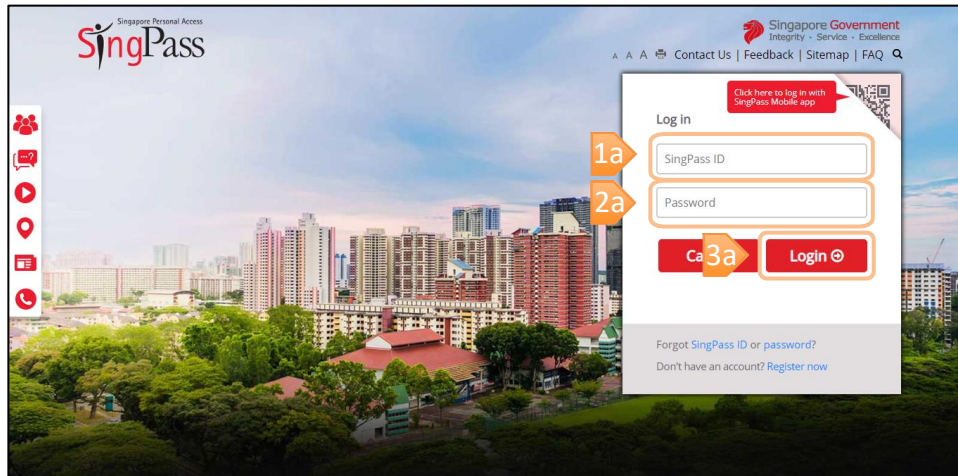 Singapore Personal Access
SingPass
Singapore Government
Integrity · Service · Excellence
A A A Contact Us | Feedback | Sitemap | FAQ
Click here to log in with
SingPass Mobile app
Log in
1a
SingPass ID
2a
Password
Ca
3a
Login
Forgot SingPass ID or password?
Don't have an account? Register now